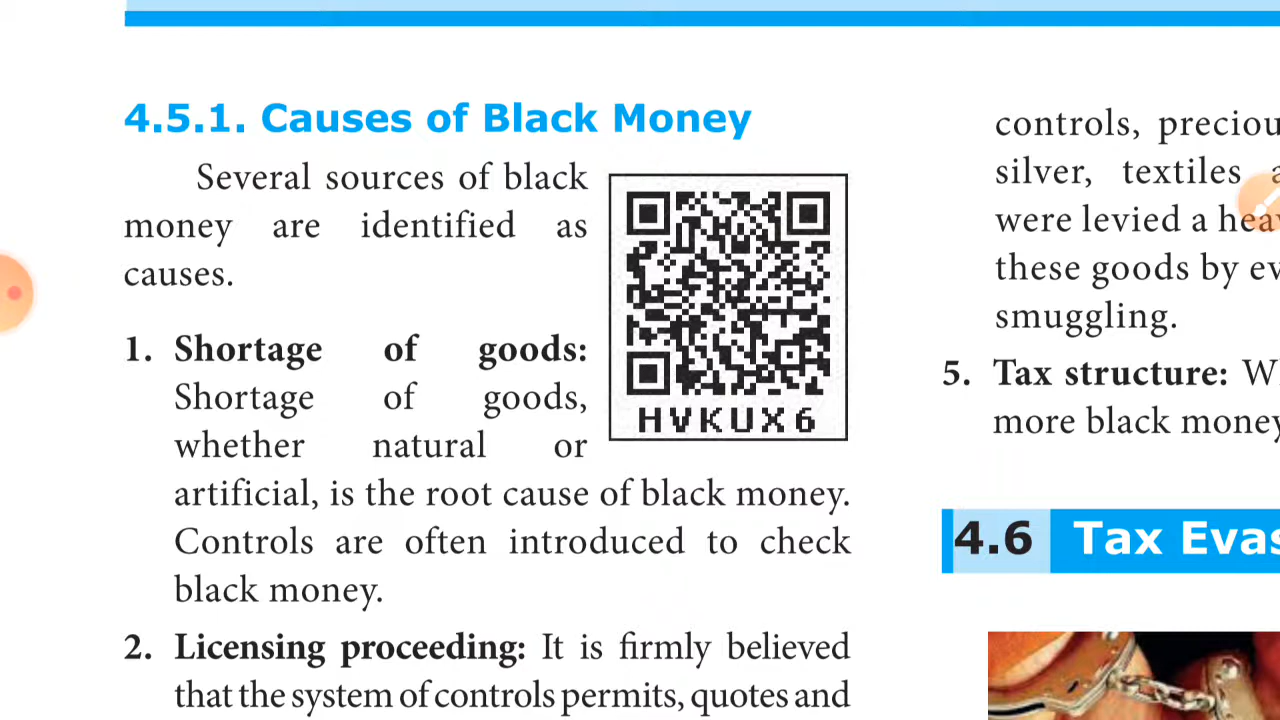 4.5.1. Causes of Black Money
Several sources of black
money are identified as
causes.
1. Shortage of goods:
Shortage of goods,
whether natural or
artificial, is the root cause of black money.
Controls are often introduced to check
black money.
2. Licensing proceeding: It is firmly believed
that the system of controls permits, quotes and
HVKUX6
controls,
silver, textiles
were levied a
these goods by
smuggling.
5. Tax structure:
more black money
4.6 Tax